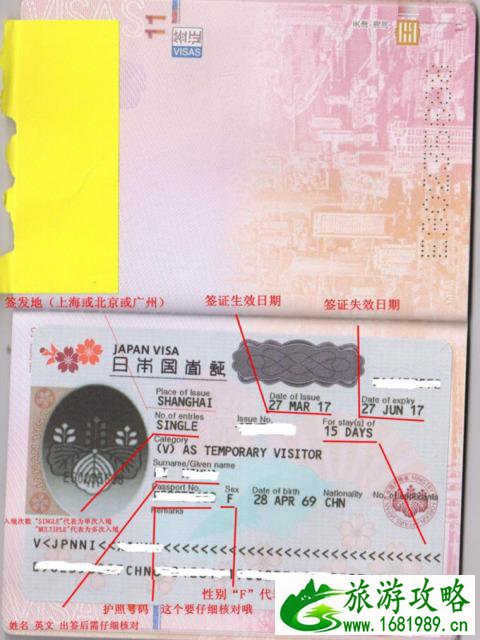 VISAS
11
签证
VISAS
签发地（上海或北京或广州）
签证生效日期
签证失效日期
JAPAN VISA
日本国査証
Place of Issue
SHANGHAI
Date of Issue
27 MAR 17
Date of expiry
27 JUN 17
No.of entries
SINGLE
Issue No.
For stay(s) of
15 DAYS
Category
(V) AS TEMPORARY VISITOR
Surname/Given name
Passport No.
Sex
F
Date of birth
28 APR 69
Nationality
CHN
Remarks
入境次数 "SINGLE"代表为单次入境
"MULTIPLE"代表为多次入境
V<JPNNI
CHN
性别"F"代
护照号码
这个要仔细核对哦
姓名 英文 出签后需仔细核对
旅游攻略
www.1681989.cn